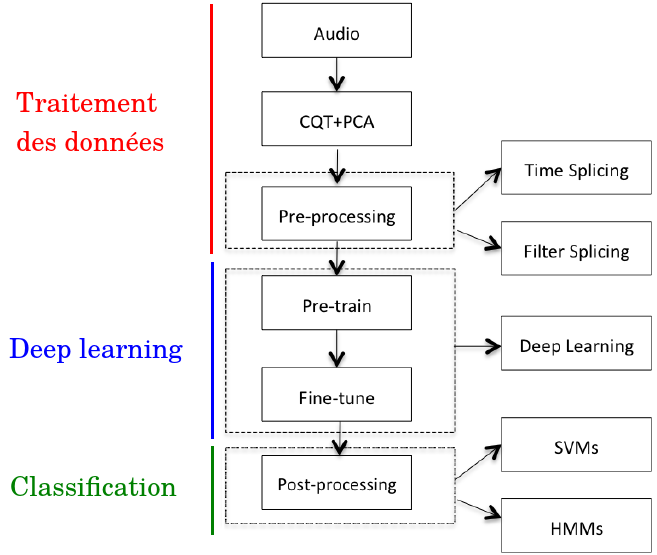 Audio
Traitement
des données
CQT+PCA
Time Splicing
Pre-processing
Filter Splicing
Pre-train
Deep learning
Deep Learning
Fine-tune
SVMs
Classification
Post-processing
HMMs